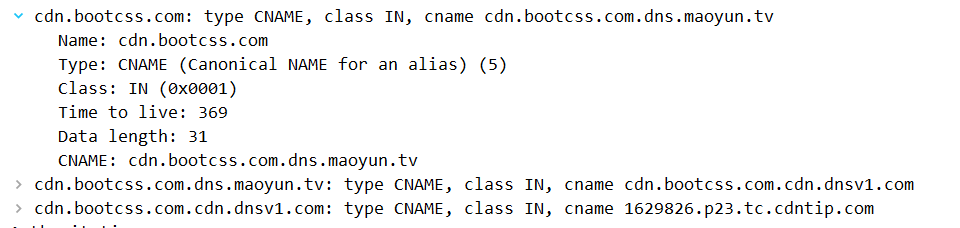 cdn.bootcss.com: type CNAME, class IN, cname cdn.bootcss.com.dns.maoyun.tv
Name: cdn.bootcss.com
Type: CNAME (Canonical NAME for an alias) (5)
Class: IN (0x0001)
Time to live: 369
Data length: 31
CNAME: cdn.bootcss.com.dns.maoyun.tv
cdn.bootcss.com.dns.maoyun.tv: type CNAME, class IN, cname cdn.bootcss.com.cdn.dnsv1.com
cdn.bootcss.com.cdn.dnsv1.com: type CNAME, class IN, cname 1629826.p23.tc.cdntip.com